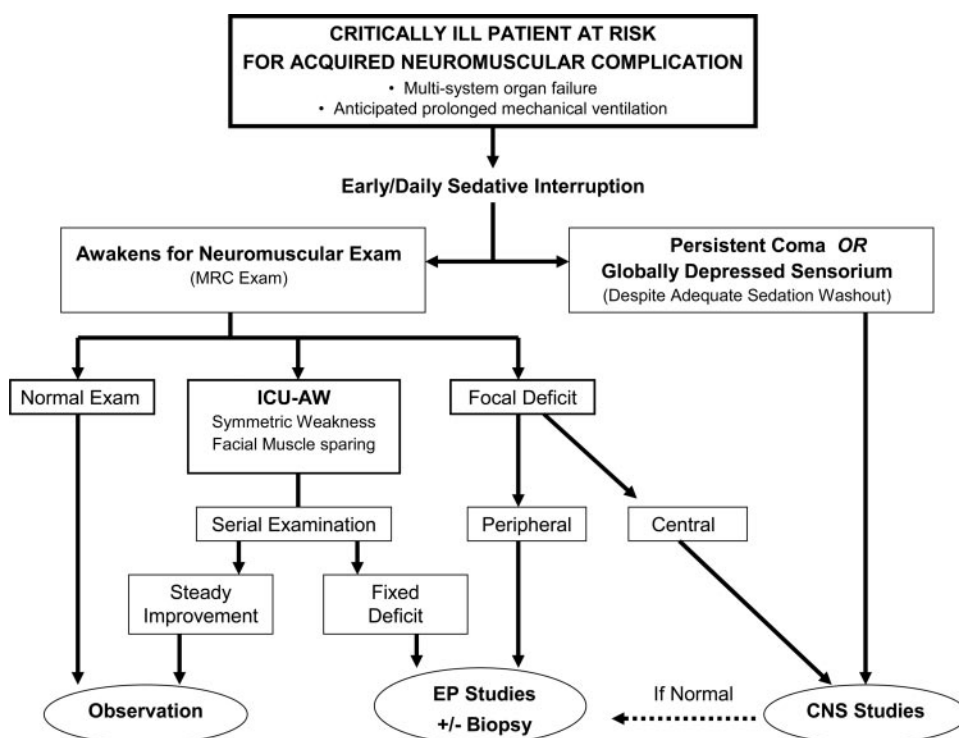 CRITICALLY ILL PATIENT AT RISK
FOR ACQUIRED NEUROMUSCULAR COMPLICATION
• Multi-system organ failure
• Anticipated prolonged mechanical ventilation
Early/Daily Sedative Interruption
Awakens for Neuromuscular Exam
(MRC Exam)
Persistent Coma OR
Globally Depressed Sensorium
(Despite Adequate Sedation Washout)
Normal Exam
ICU-AW
Symmetric Weakness
Facial Muscle sparing
Focal Deficit
Serial Examination
Peripheral
Central
Steady
Improvement
Fixed
Deficit
Observation
EP Studies
+/- Biopsy
If Normal
CNS Studies